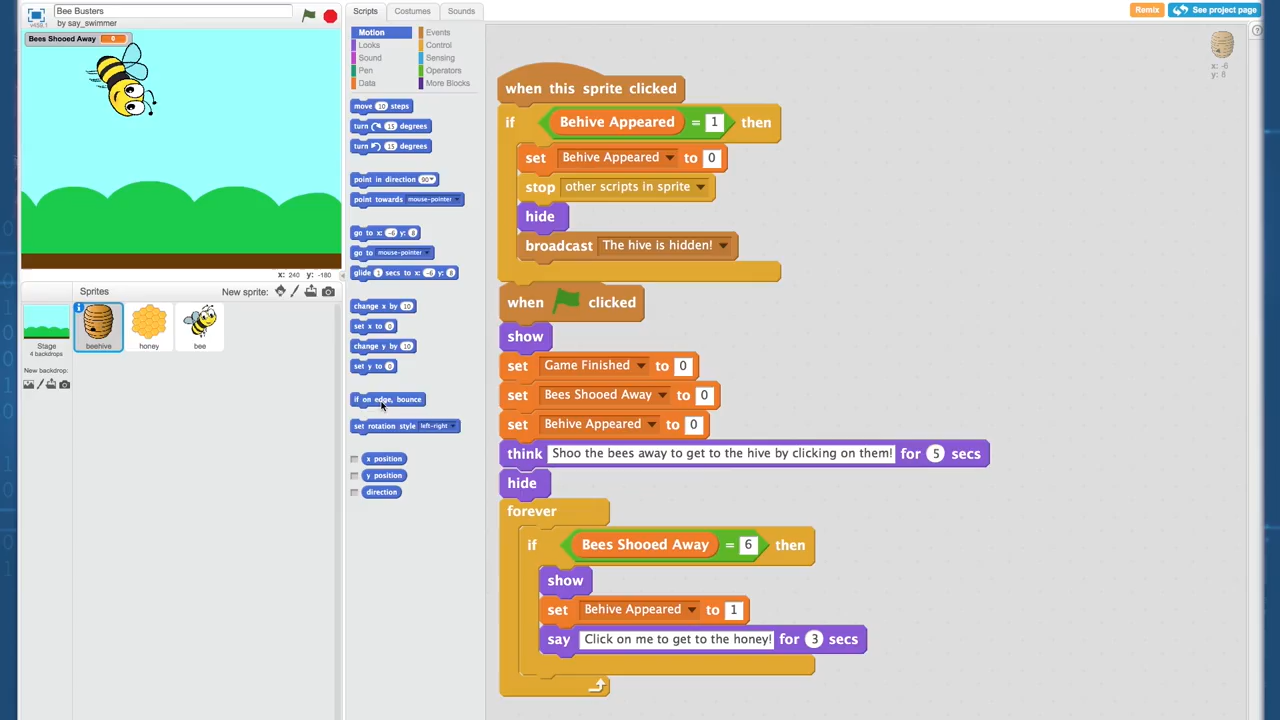 Bee Busters
by say_swimmer
v456.1
Bees Shooed Away 0
x: 240 y: -180
Sprites
New sprite:
Stage
4 backdrops
New backdrop:
beehive
honey
bee
Scripts
Costumes
Sounds
Motion
Looks
Sound
Pen
Data
Events
Control
Sensing
Operators
More Blocks
move 10 steps
turn 15 degrees
turn 15 degrees
point in direction 90
point towards mouse-pointer
go to x: -6 y: 8
go to mouse-pointer
glide 1 secs to x: -6 y: 8
change x by 10
set x to 0
change y by 10
set y to 0
if on edge, bounce
set rotation style left-right
x position
y position
direction
Remix
See project page
?
x: -6
y: 8
when this sprite clicked
if Behive Appeared = 1 then
set Behive Appeared to 0
stop other scripts in sprite
hide
broadcast The hive is hidden!
when clicked
show
set Game Finished to 0
set Bees Shooed Away to 0
set Behive Appeared to 0
think Shoo the bees away to get to the hive by clicking on them! for 5 secs
hide
forever
if Bees Shooed Away = 6 then
show
set Behive Appeared to 1
say Click on me to get to the honey! for 3 secs